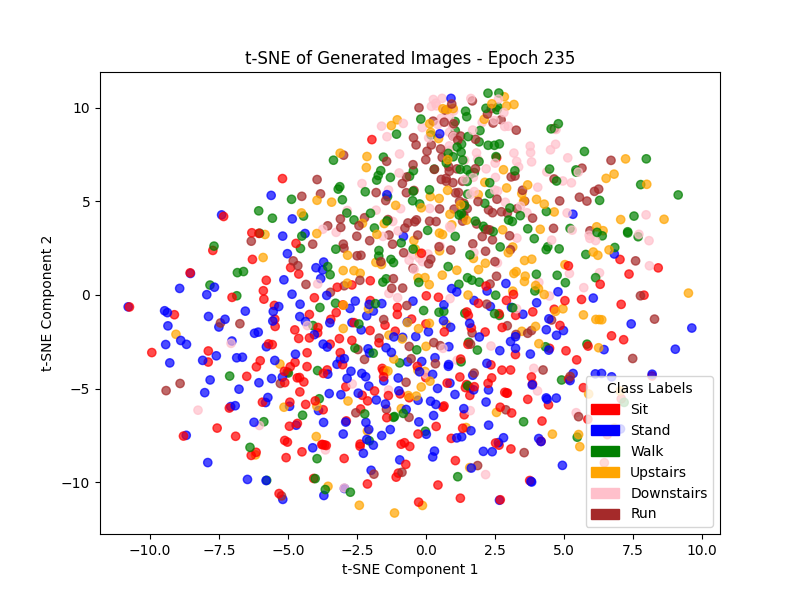 t-SNE of Generated Images - Epoch 235
t-SNE Component 2
10
5
0
−5
−10
Class Labels
Sit
Stand
Walk
Upstairs
Downstairs
Run
−10.0 −7.5 −5.0 −2.5 0.0 2.5 5.0 7.5 10.0
t-SNE Component 1